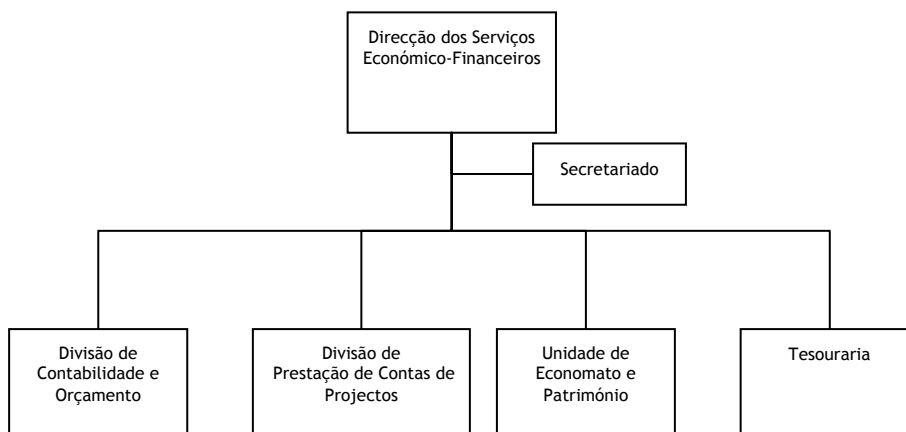 Direcção dos Serviços
Económico-Financeiros
Secretariado
Divisão de
Contabilidade e
Orçamento
Divisão de
Prestação de Contas de
Projectos
Unidade de
Economato e
Património
Tesouraria